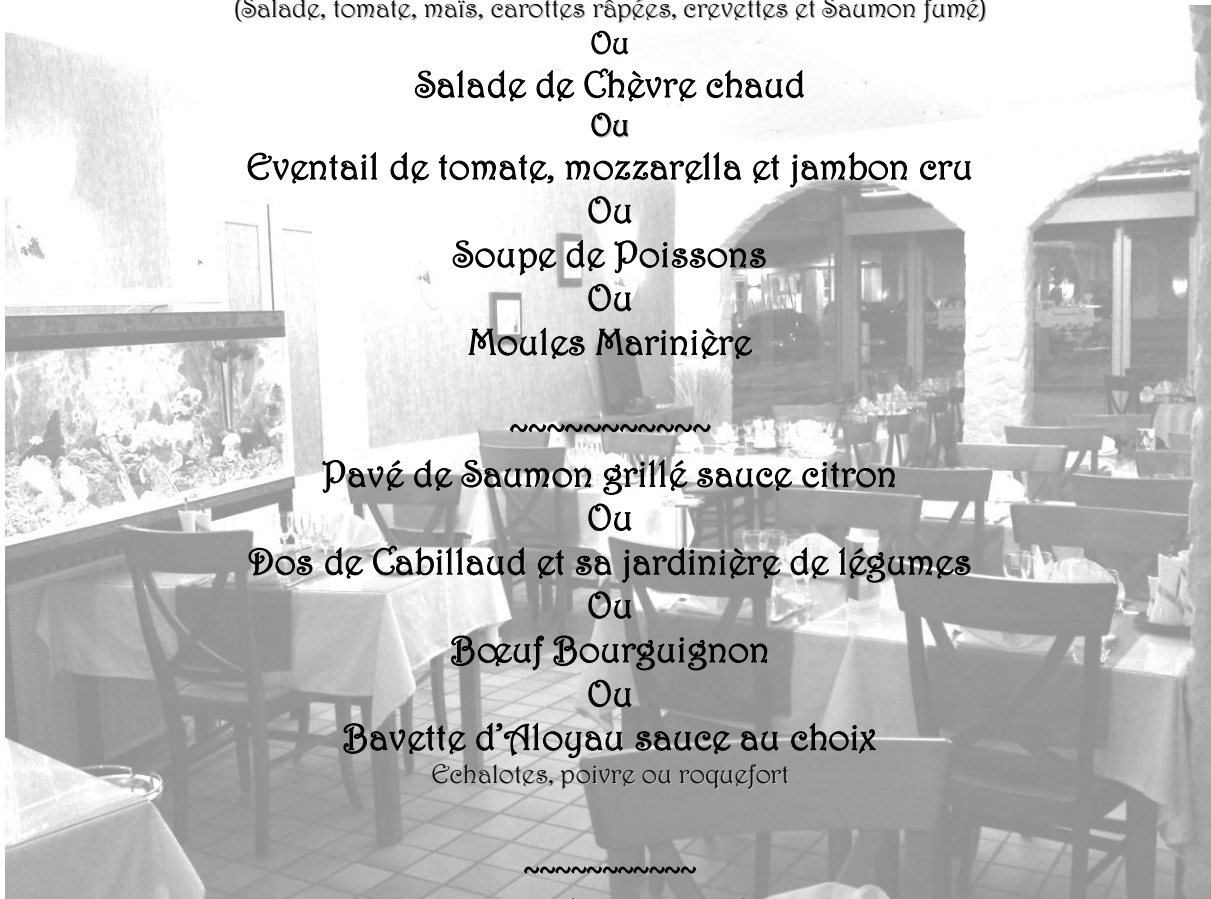 (Salade, tomate, maïs, carottes râpées, crevettes et Saumon fumé)
Ou
Salade de Chèvre chaud
Ou
Eventail de tomate, mozzarella et jambon cru
Ou
Soupe de Poissons
Ou
Moules Marinière
~~~~~~~~~~~
Pavé de Saumon grillé sauce citron
Ou
Dos de Cabillaud et sa jardinière de légumes
Ou
Bœuf Bourguignon
Ou
Bavette d'Aloyau sauce au choix
Echalotes, poivre ou roquefort
~~~~~~~~~~~